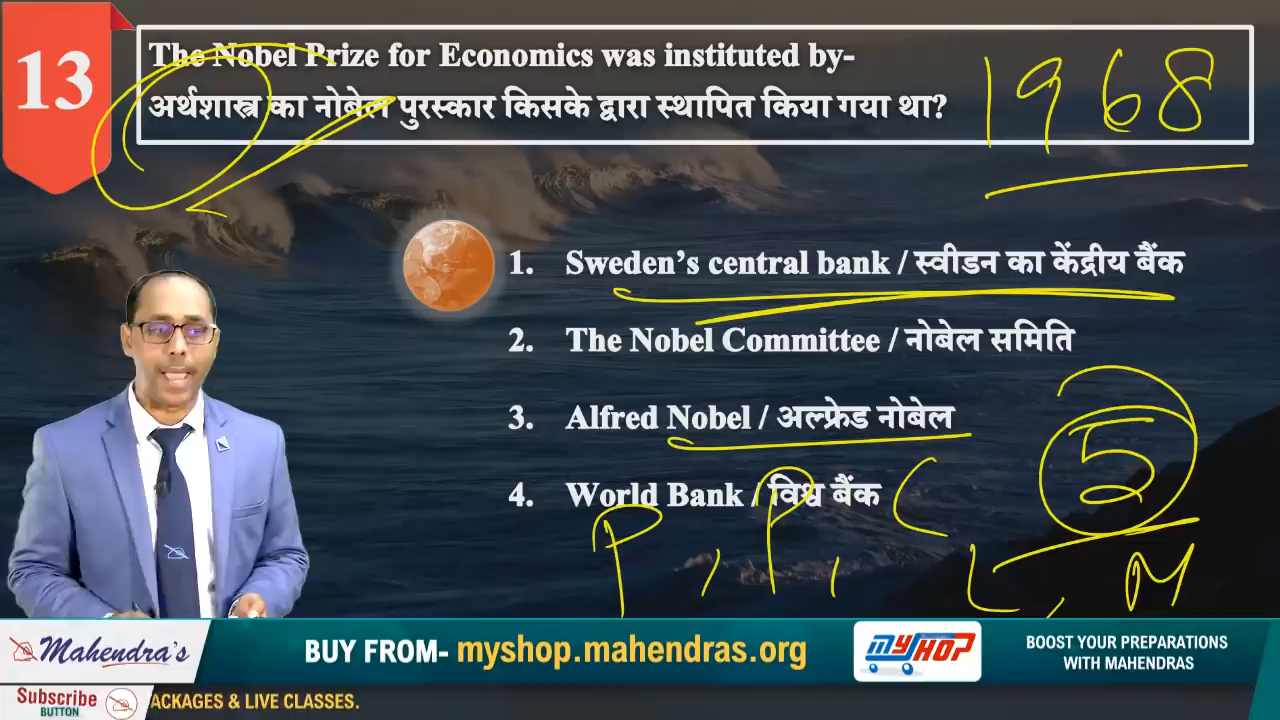 13
The Nobel Prize for Economics was instituted by-
अर्थशास्त्र का नोबेल पुरस्कार किसके द्वारा स्थापित किया गया था?
1968
1. Sweden's central bank / स्वीडन का केंद्रीय बैंक
2. The Nobel Committee / नोबेल समिति
3. Alfred Nobel / अल्फ्रेड नोबेल
5
4. World Bank / विश्व बैंक
P, P, C
L, M
Mahendra's
BUY FROM- myshop.mahendras.org
MY SHOP
BOOST YOUR PREPARATIONS
WITH MAHENDRAS
Subscribe
BUTTON
ACKAGES & LIVE CLASSES.